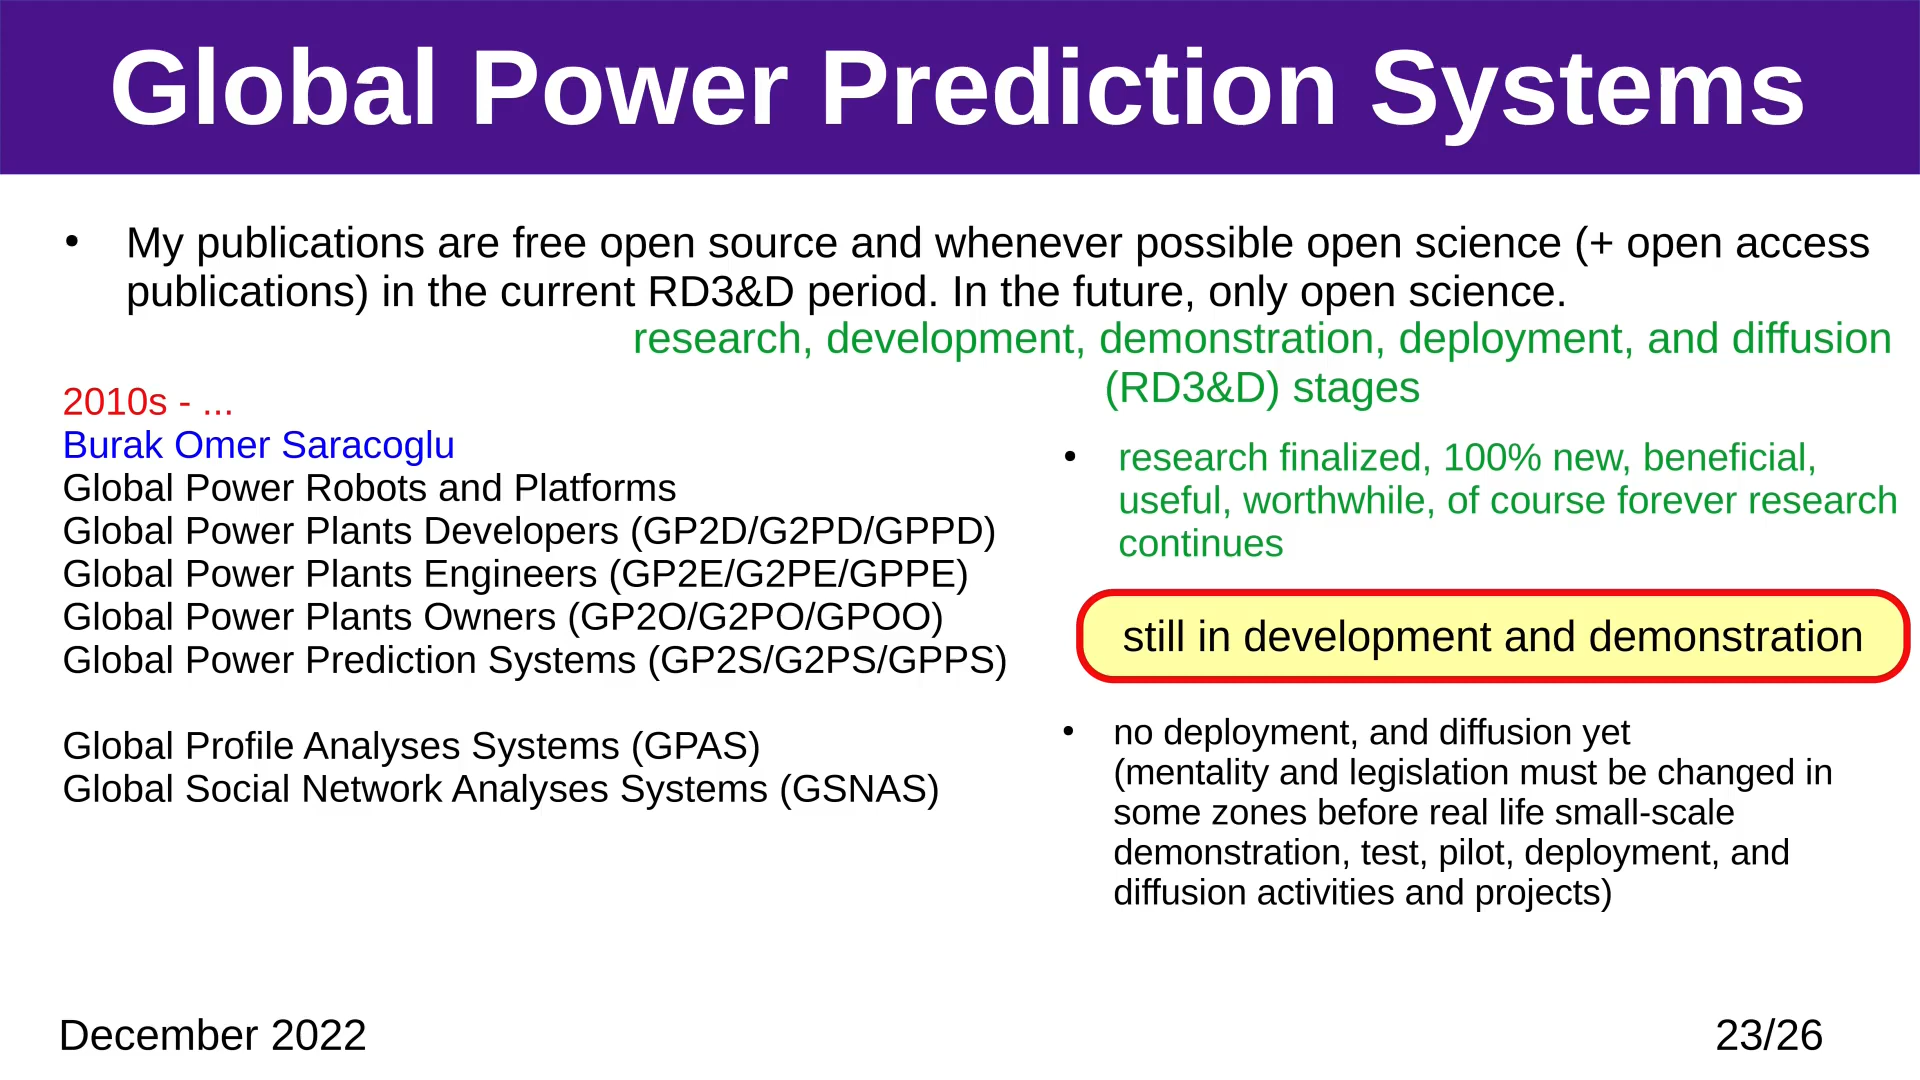 Global Power Prediction Systems
• My publications are free open source and whenever possible open science (+ open access
publications) in the current RD3&D period. In the future, only open science.
research, development, demonstration, deployment, and diffusion
(RD3&D) stages
2010s - ...
Burak Omer Saracoglu
Global Power Robots and Platforms
Global Power Plants Developers (GP2D/G2PD/GPPD)
Global Power Plants Engineers (GP2E/G2PE/GPPE)
Global Power Plants Owners (GP2O/G2PO/GPOO)
Global Power Prediction Systems (GP2S/G2PS/GPPS)
Global Profile Analyses Systems (GPAS)
Global Social Network Analyses Systems (GSNAS)
• research finalized, 100% new, beneficial,
useful, worthwhile, of course forever research
continues
still in development and demonstration
• no deployment, and diffusion yet
(mentality and legislation must be changed in
some zones before real life small-scale
demonstration, test, pilot, deployment, and
diffusion activities and projects)
December 2022
23/26